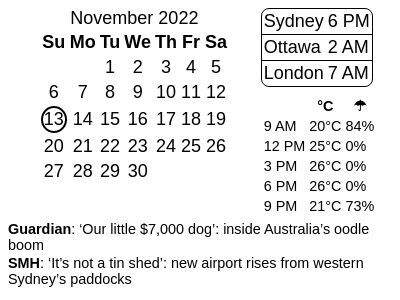 November 2022
Su Mo Tu We Th Fr Sa
1 2 3 4 5
6 7 8 9 10 11 12
13 14 15 16 17 18 19
20 21 22 23 24 25 26
27 28 29 30
Sydney 6 PM
Ottawa 2 AM
London 7 AM
°C ☂
9 AM 20°C 84%
12 PM 25°C 0%
3 PM 26°C 0%
6 PM 26°C 0%
9 PM 21°C 73%
Guardian: ‘Our little $7,000 dog’: inside Australia’s oodle
boom
SMH: ‘It’s not a tin shed’: new airport rises from western
Sydney’s paddocks